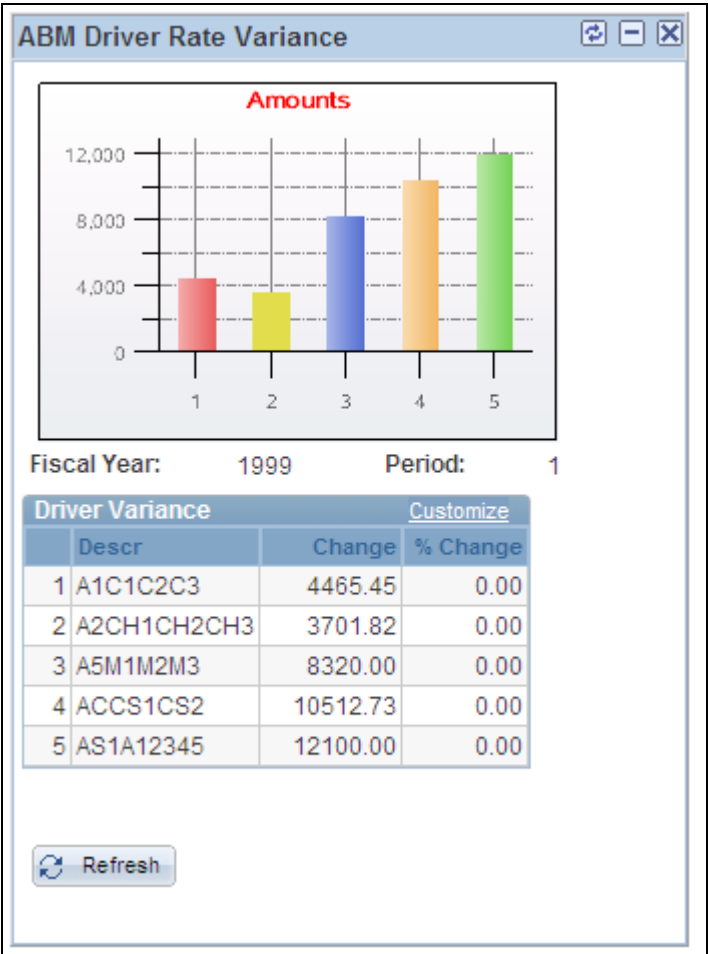 ABM Driver Rate Variance
Amounts
12,000
8,000
4,000
0
1 2 3 4 5
Fiscal Year: 1999 Period: 1
Driver Variance Customize
Descr Change % Change
1 A1C1C2C3 4465.45 0.00
2 A2CH1CH2CH3 3701.82 0.00
3 A5M1M2M3 8320.00 0.00
4 ACCS1CS2 10512.73 0.00
5 AS1A12345 12100.00 0.00
Refresh